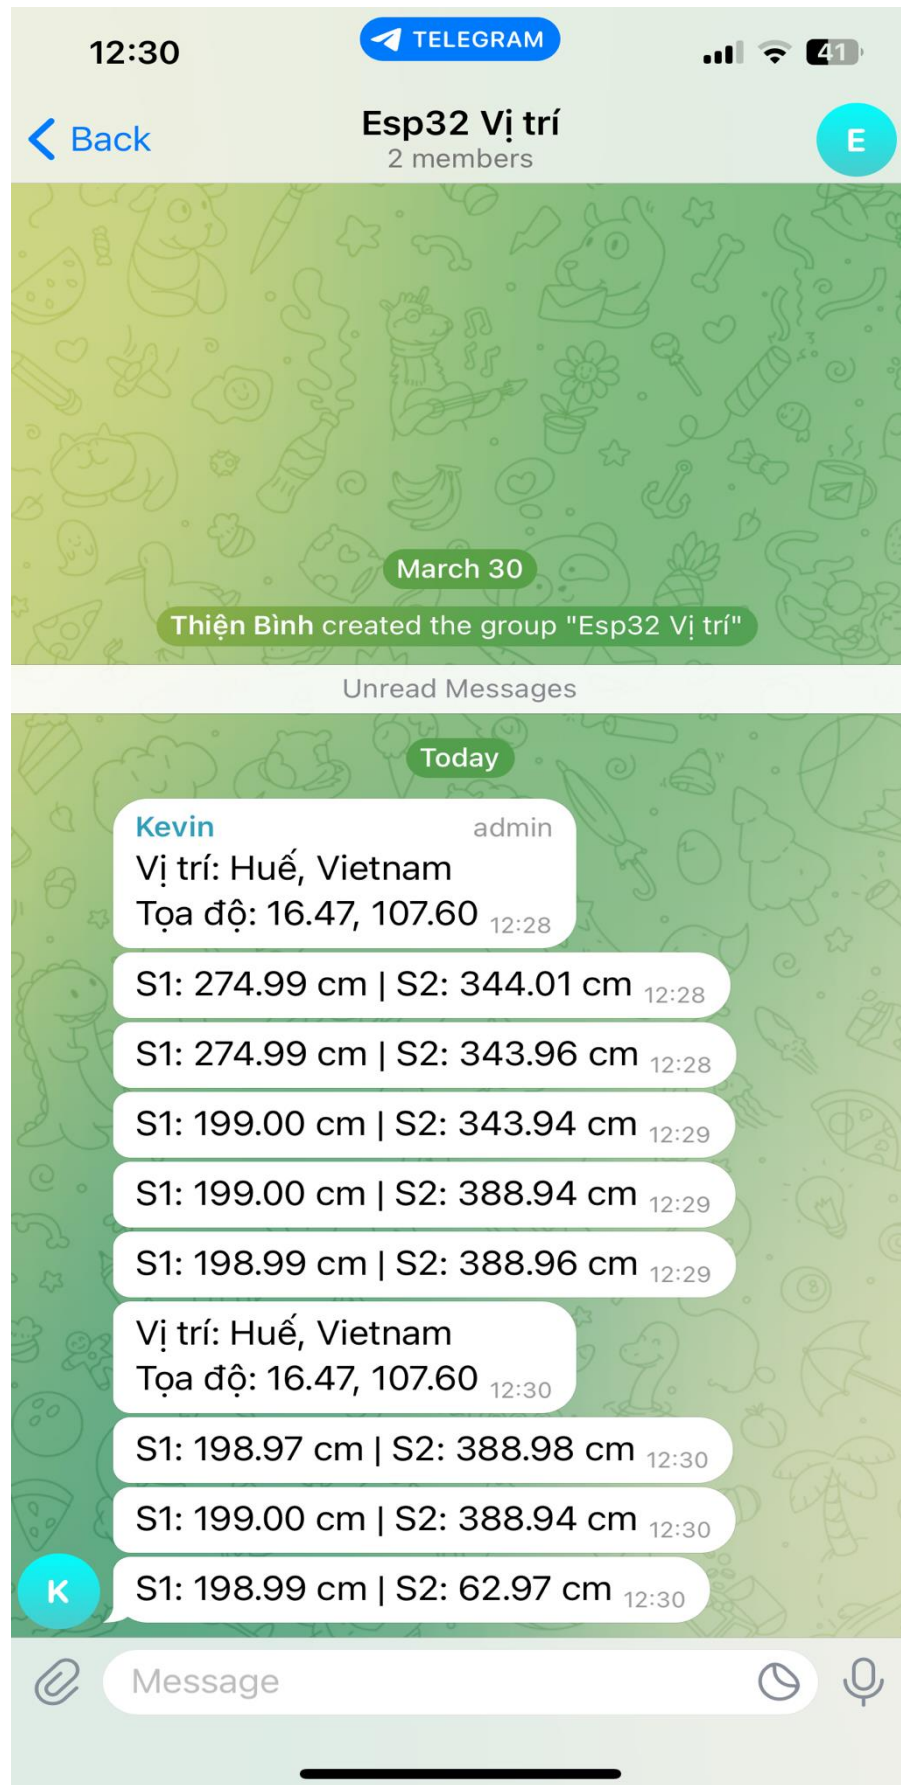 12:30
TELEGRAM
41
Back
Esp32 Vị trí
2 members
E
March 30
Thiện Bình created the group "Esp32 Vị trí"
Unread Messages
Today
Kevin admin
Vị trí: Huế, Vietnam
Tọa độ: 16.47, 107.60 12:28
S1: 274.99 cm | S2: 344.01 cm 12:28
S1: 274.99 cm | S2: 343.96 cm 12:28
S1: 199.00 cm | S2: 343.94 cm 12:29
S1: 199.00 cm | S2: 388.94 cm 12:29
S1: 198.99 cm | S2: 388.96 cm 12:29
Vị trí: Huế, Vietnam
Tọa độ: 16.47, 107.60 12:30
S1: 198.97 cm | S2: 388.98 cm 12:30
S1: 199.00 cm | S2: 388.94 cm 12:30
K
S1: 198.99 cm | S2: 62.97 cm 12:30
Message